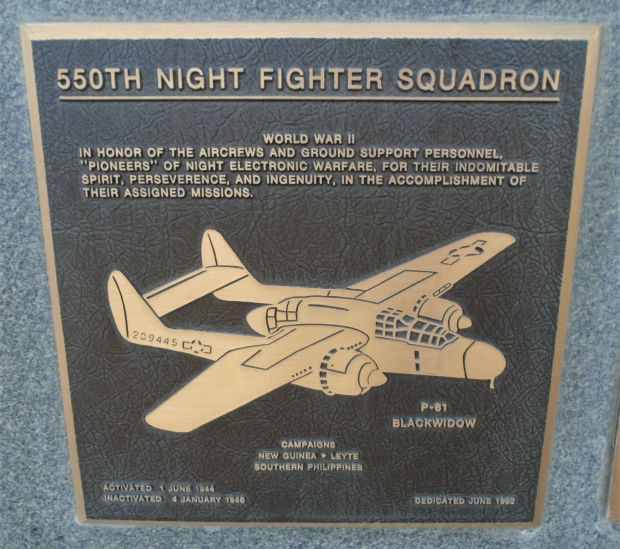 550TH NIGHT FIGHTER SQUADRON
WORLD WAR II
IN HONOR OF THE AIRCREWS AND GROUND SUPPORT PERSONNEL,
"PIONEERS" OF NIGHT ELECTRONIC WARFARE, FOR THEIR INDOMITABLE
SPIRIT, PERSEVERENCE, AND INGENUITY, IN THE ACCOMPLISHMENT OF
THEIR ASSIGNED MISSIONS.
239445
P-61
BLACKWIDOW
CAMPAIGNS
NEW GUINEA * LEYTE
SOUTHERN PHILIPPINES
ACTIVATED 1 JUNE 1944
INACTIVATED 4 JANUARY 1946
DEDICATED JUNE 1992